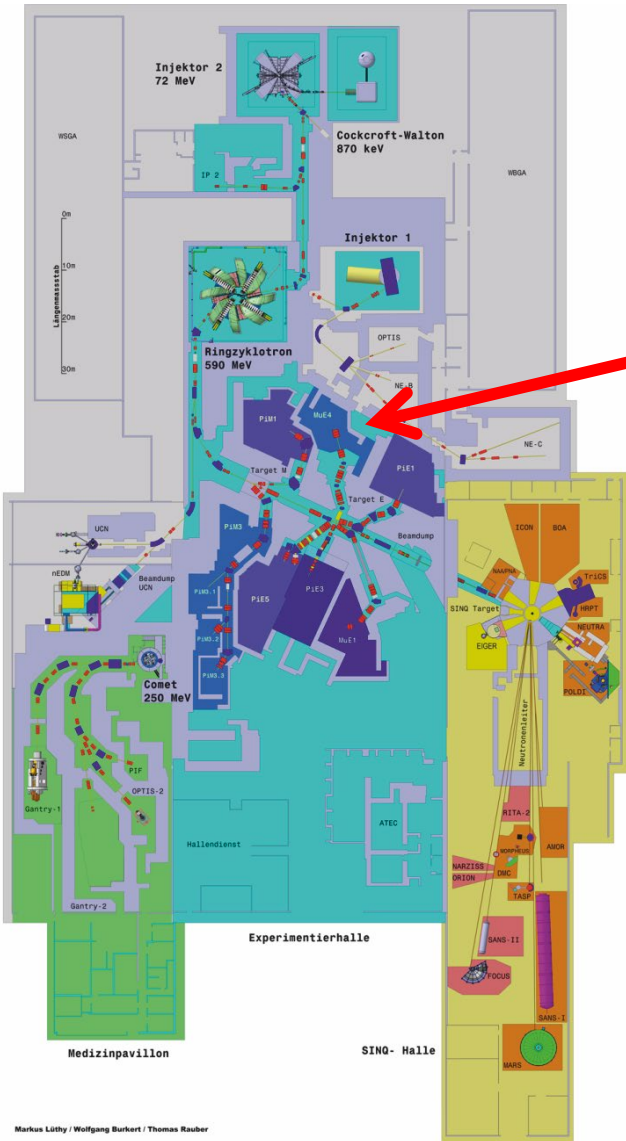 Injektor 2
72 MeV
Cockcroft-Walton
870 keV
WSGA
WBGA
IP 2
0m
10m
20m
30m
Längenmassstab
Injektor 1
Ringzyklotron
590 MeV
OPTIS
NE-B
NE-C
PiM1
MuE4
PiE1
Target M
Target E
Beamdump
UCN
nEDM
Beamdump
UCN
PiM3
PiM3.1
PiM3.2
PiM3.3
PiE5
PiE3
MuE1
ICON
BOA
NAA/PNA
TriCS
SINQ Target
HRPT
NEUTRA
EIGER
POLDI
Neutronenleiter
Comet
250 MeV
PIF
OPTIS-2
Gantry-1
Gantry-2
Hallendienst
ATEC
RITA-2
MORPHEUS
AMOR
NARZISS
DMC
ORION
TASP
SANS-II
FOCUS
SANS-I
MARS
Experimentierhalle
Medizinpavillon
SINQ- Halle
Markus Lüthy / Wolfgang Burkert / Thomas Rauber